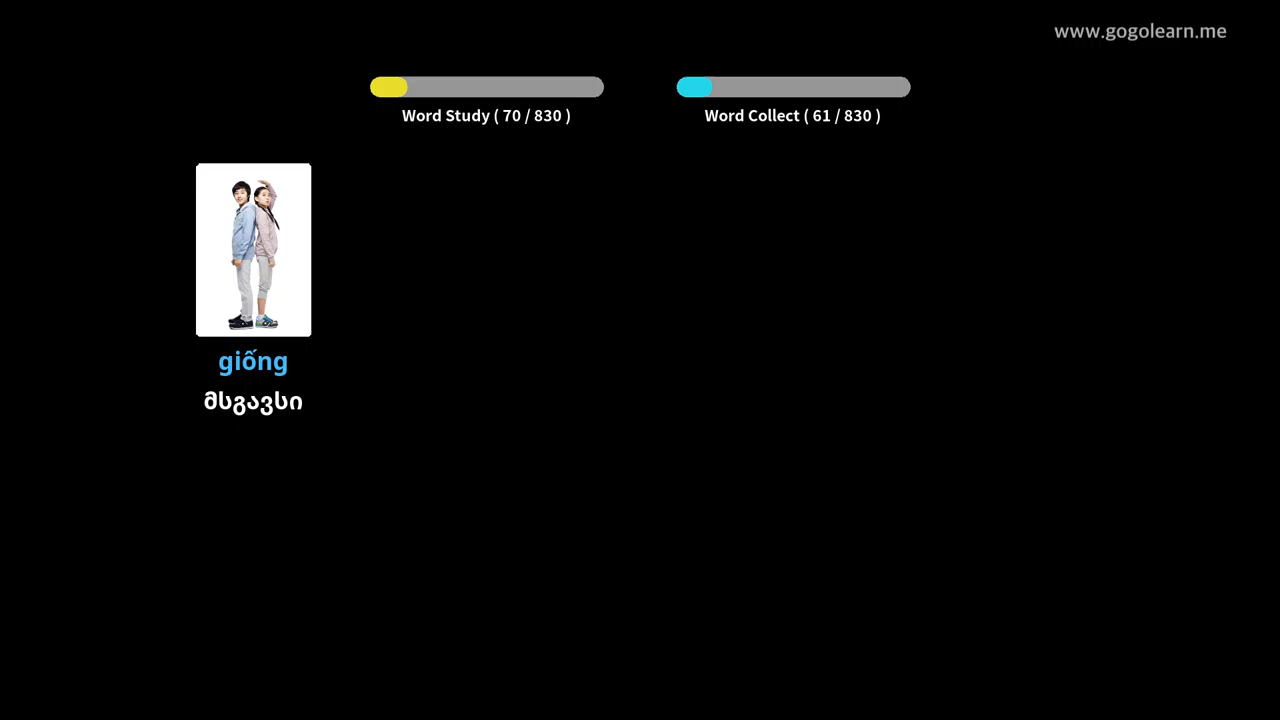 www.gogolearn.me
Word Study ( 70 / 830 )
Word Collect ( 61 / 830 )
giống
მსგავსი